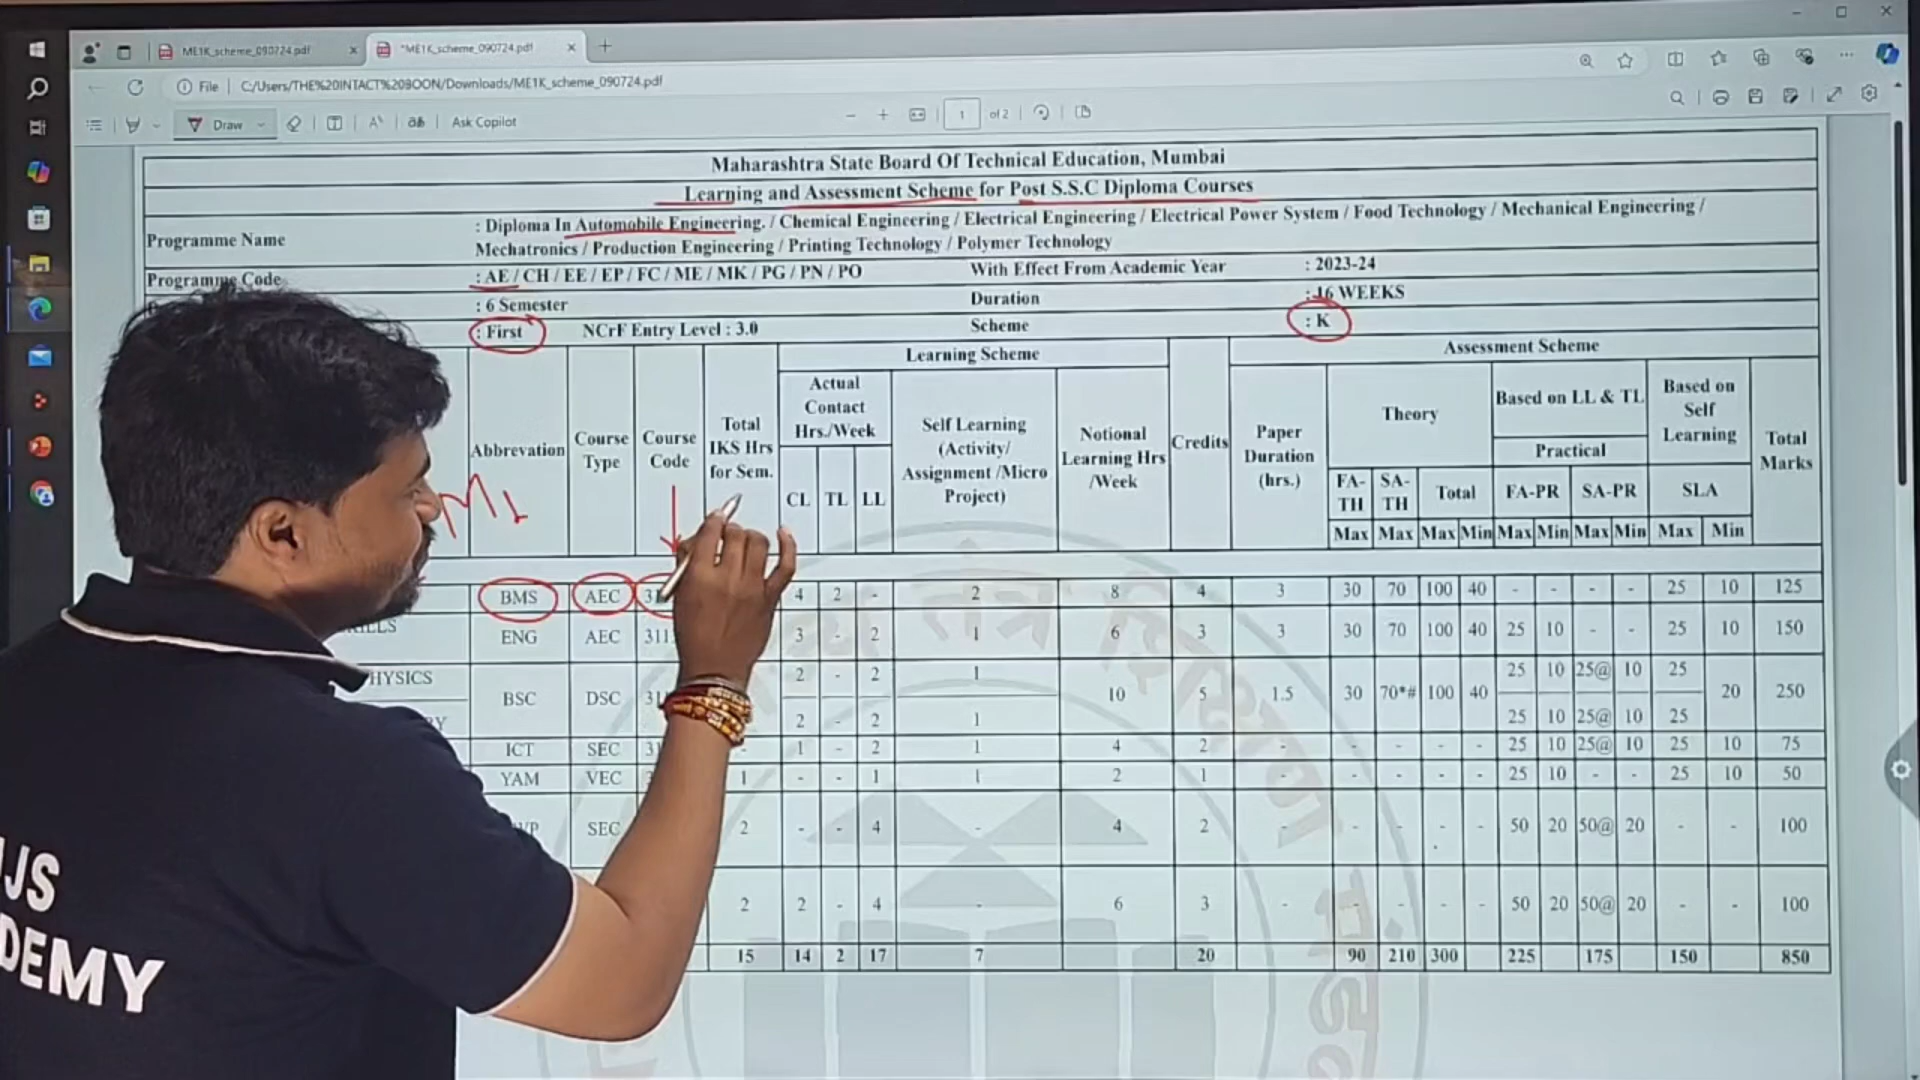 ME1K_scheme_090724.pdf
*ME1K_scheme_090724.pdf
File C:/Users/THE%20INTACT%20BOON/Downloads/ME1K_scheme_090724.pdf
Draw Ask Copilot 1 of 2
Maharashtra State Board Of Technical Education, Mumbai
Learning and Assessment Scheme for Post S.S.C Diploma Courses
Programme Name : Diploma In Automobile Engineering. / Chemical Engineering / Electrical Engineering / Electrical Power System / Food Technology / Mechanical Engineering /
Mechatronics / Production Engineering / Printing Technology / Polymer Technology
Programme Code : AE / CH / EE / EP / FC / ME / MK / PG / PN / PO With Effect From Academic Year : 2023-24
: 6 Semester Duration : 16 WEEKS
: First NCrF Entry Level : 3.0 Scheme : K
Abbrevation
Course Type
Course Code
Total IKS Hrs for Sem.
Learning Scheme
Actual Contact Hrs./Week
CL TL LL
Self Learning (Activity/ Assignment /Micro Project)
Notional Learning Hrs /Week
Credits
Paper Duration (hrs.)
Assessment Scheme
Theory
Based on LL & TL
Practical
Based on Self Learning
Total Marks
FA-TH SA-TH Total FA-PR SA-PR SLA
Max Max Max Min Max Min Max Min Max Min
M1
BMS AEC 4 2 - 2 8 4 3 30 70 100 40 - - - - 25 10 125
ENG AEC 311 3 - 2 1 6 3 3 30 70 100 40 25 10 - - 25 10 150
HYSICS BSC DSC 2 - 2 1 10 5 1.5 30 70*# 100 40 25 10 25@ 10 25 20 250
2 - 2 1 25 10 25@ 10 25
ICT SEC - 1 - 2 1 4 2 - - - - - 25 10 25@ 10 25 10 75
YAM VEC 1 - - 1 1 2 1 - - - - - 25 10 - - 25 10 50
SEC 2 - - 4 - 4 2 - - - - - 50 20 50@ 20 - - 100
2 2 - 4 - 6 3 - - - - - 50 20 50@ 20 - - 100
15 14 2 17 7 20 90 210 300 225 175 150 850
JS
DEMY